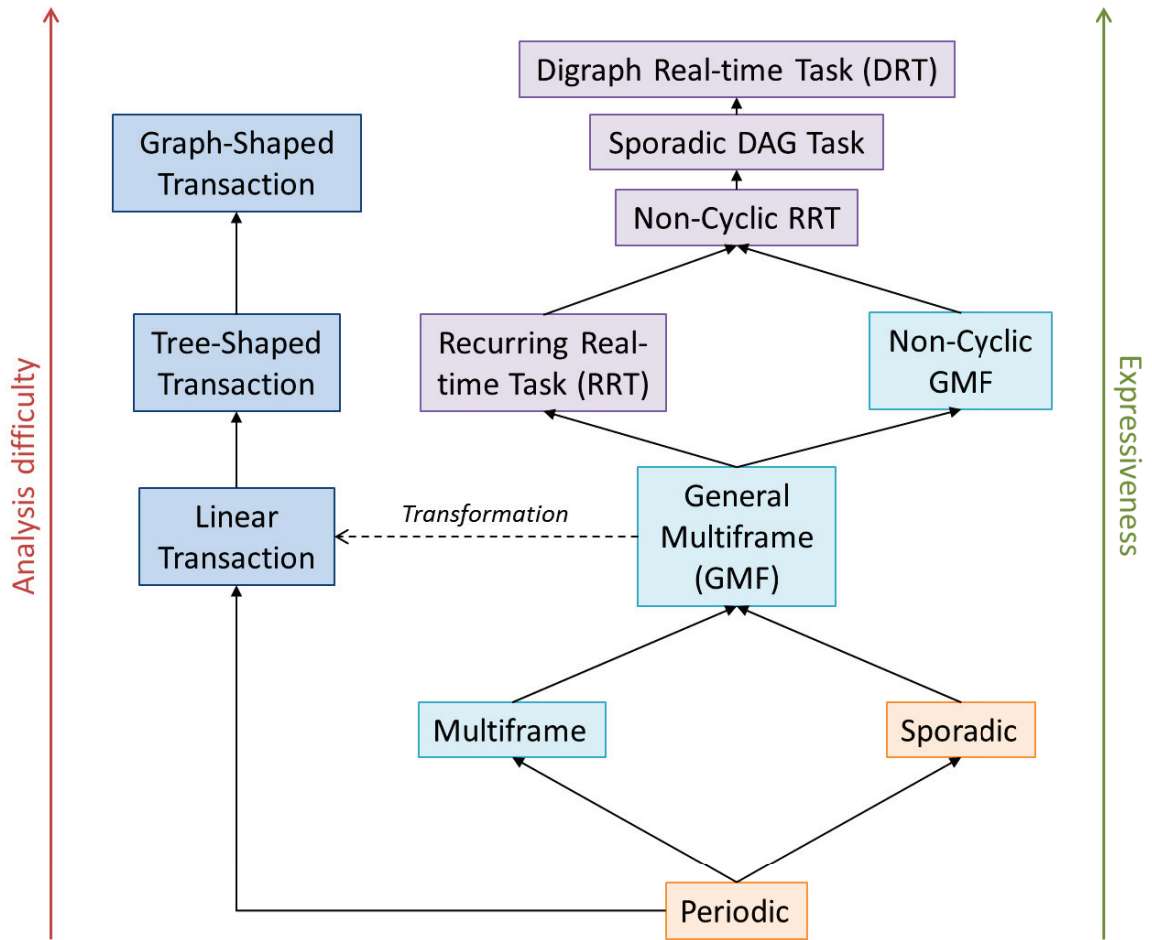 Digraph Real-time Task (DRT)
Graph-Shaped
Transaction
Sporadic DAG Task
Non-Cyclic RRT
Tree-Shaped
Transaction
Recurring Real-
time Task (RRT)
Non-Cyclic
GMF
Analysis difficulty
Expressiveness
Linear
Transaction
Transformation
General
Multiframe
(GMF)
Multiframe
Sporadic
Periodic